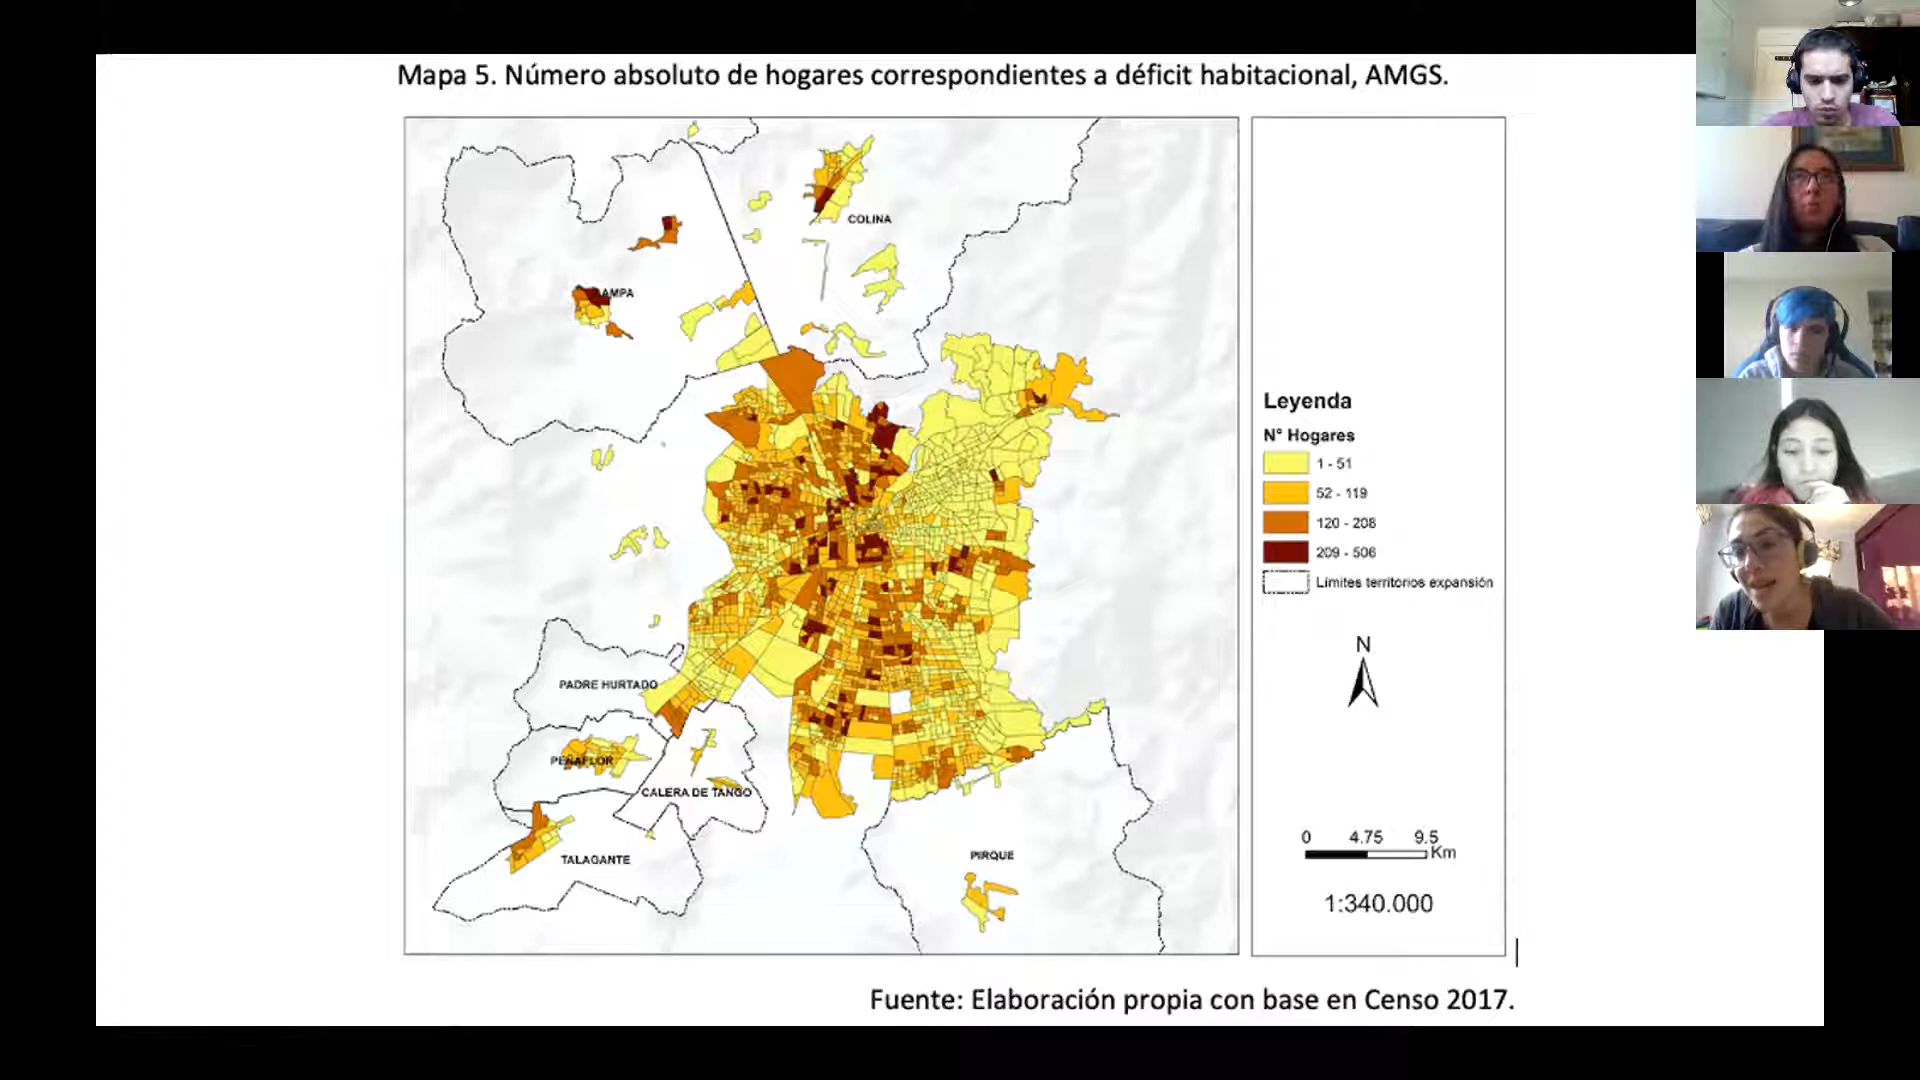 Mapa 5. Número absoluto de hogares correspondientes a déficit habitacional, AMGS.
COLINA
AMPA
PADRE HURTADO
PEÑAFLOR
CALERA DE TANGO
TALAGANTE
PIRQUE
Leyenda
N° Hogares
1 - 51
52 - 119
120 - 208
209 - 506
Límites territorios expansión
N
0 4.75 9.5
Km
1:340.000
Fuente: Elaboración propia con base en Censo 2017.